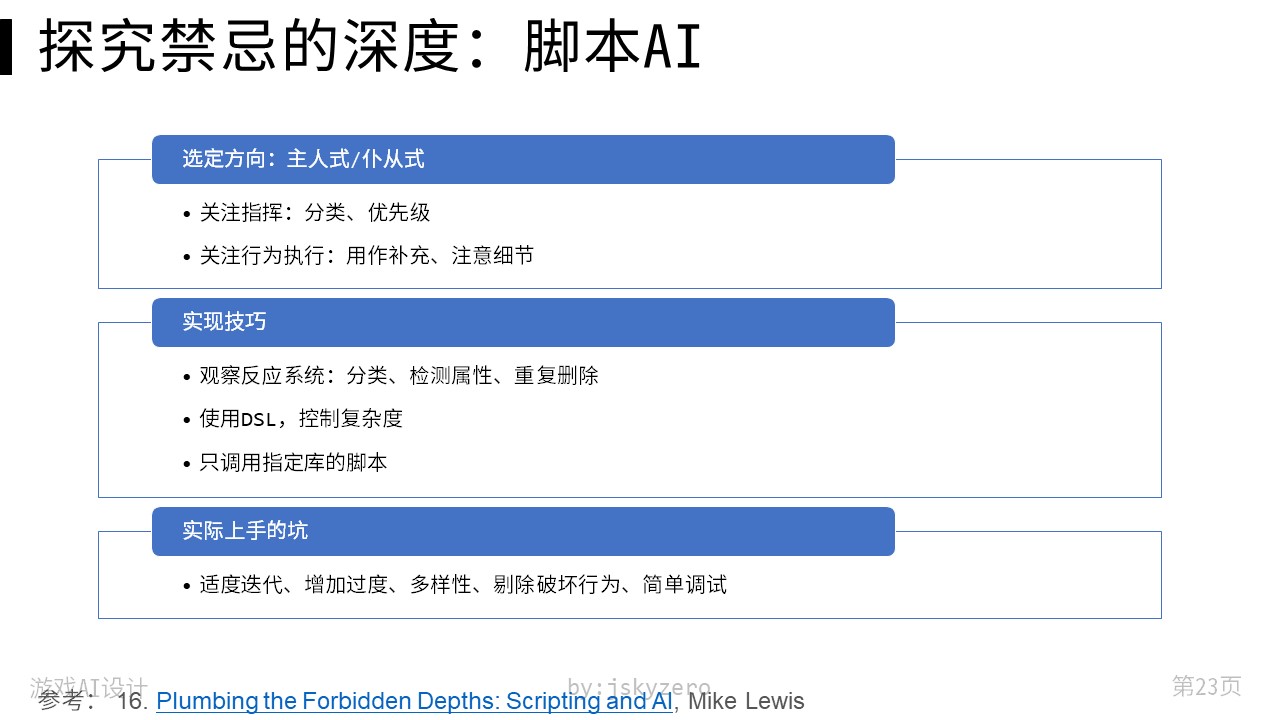 探究禁忌的深度：脚本AI
选定方向：主人式/仆从式
• 关注指挥：分类、优先级
• 关注行为执行：用作补充、注意细节
实现技巧
• 观察反应系统：分类、检测属性、重复删除
• 使用DSL，控制复杂度
• 只调用指定库的脚本
实际上手的坑
• 适度迭代、增加过度、多样性、剔除破坏行为、简单调试
游戏AI设计 by:jskyzero 第23页
参考： 16. Plumbing the Forbidden Depths: Scripting and AI, Mike Lewis